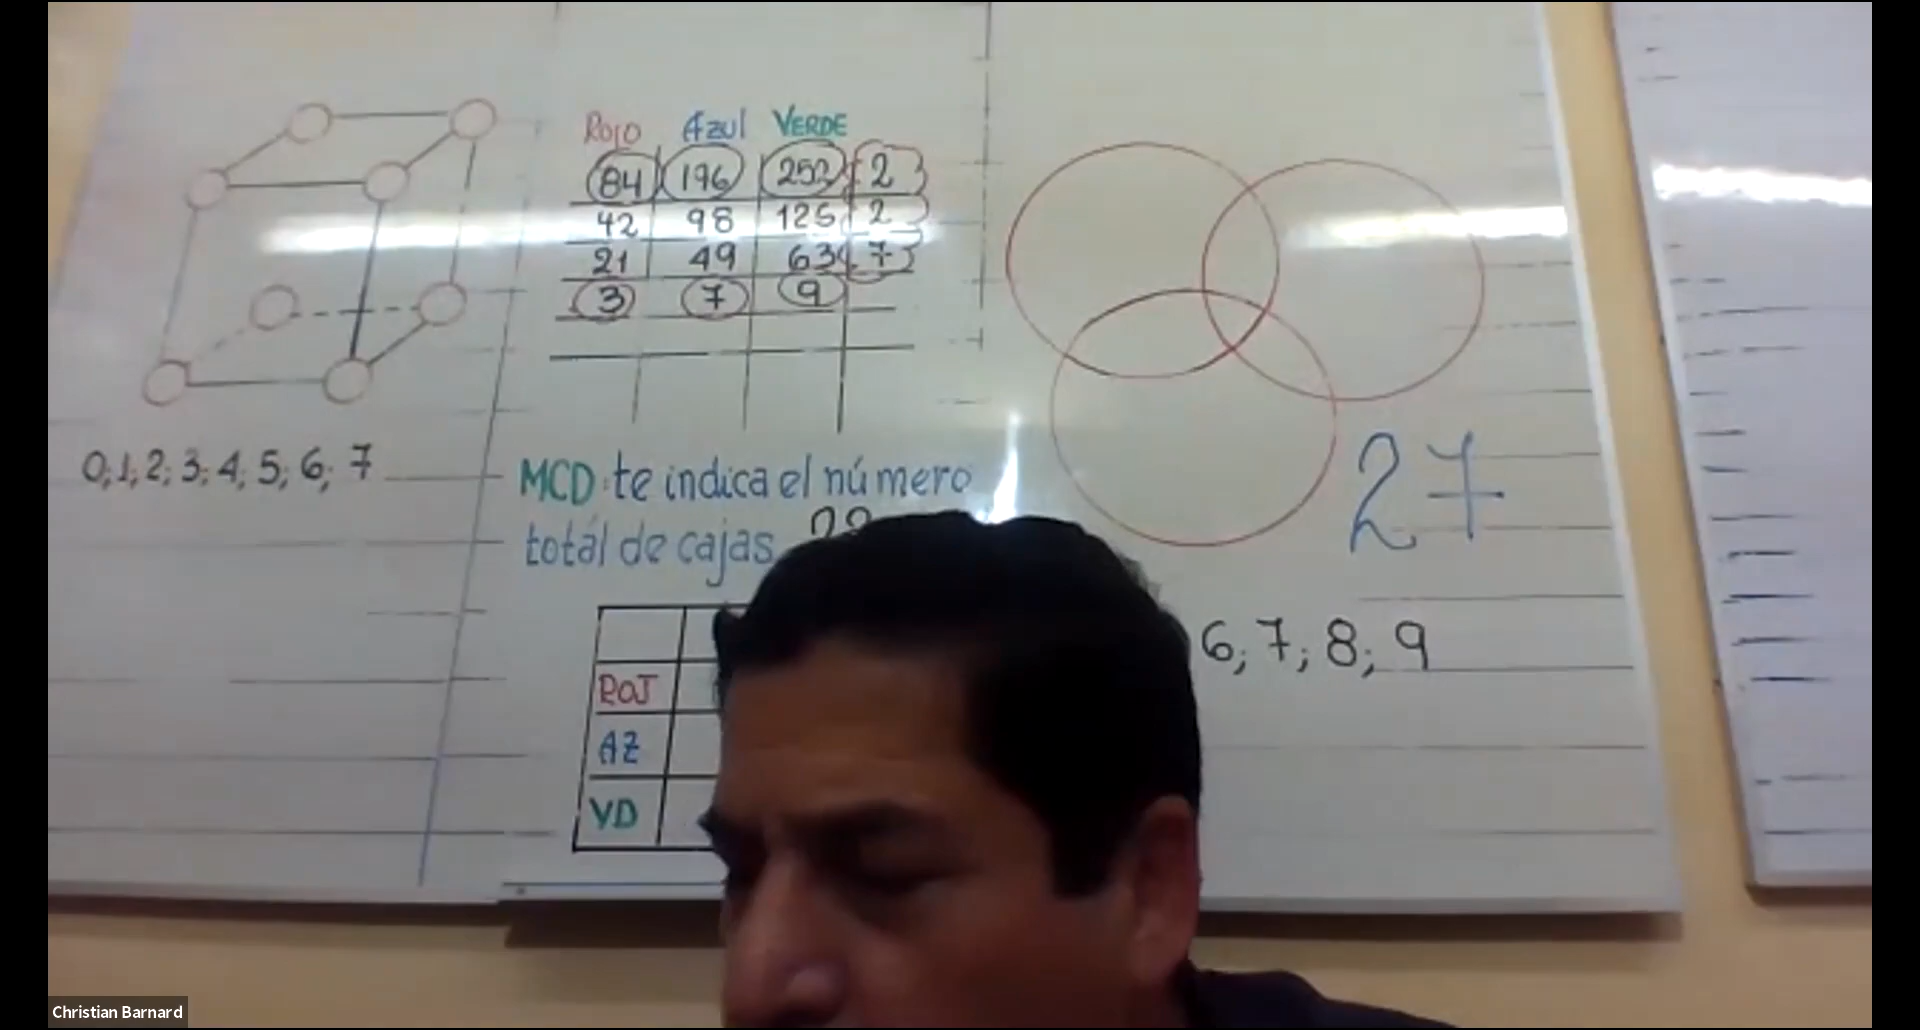 Rojo Azul VERDE
84 196 252 2
42 98 126 2
21 49 63 7
3 7 9
0; 1; 2; 3; 4; 5; 6; 7
MCD: te indica el número
total de cajas
27
6; 7; 8; 9
ROJ
AZ
VD
Christian Barnard